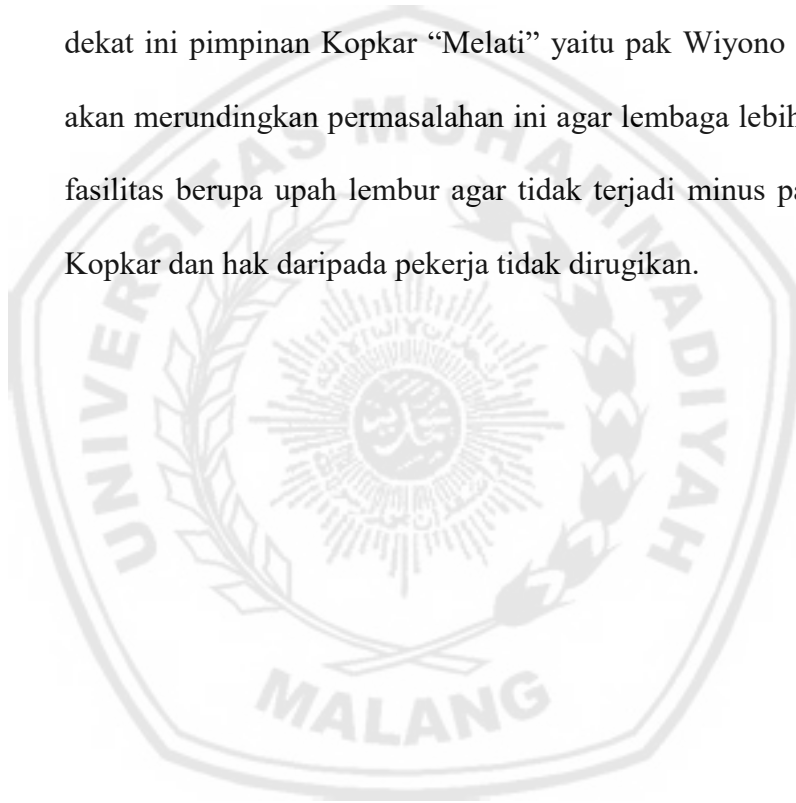 dekat ini pimpinan Kopkar “Melati” yaitu pak Wiyono
akan merundingkan permasalahan ini agar lembaga lebih
fasilitas berupa upah lembur agar tidak terjadi minus pa
Kopkar dan hak daripada pekerja tidak dirugikan.
UNIVERSITAS MUHAMMADIYAH
MALANG